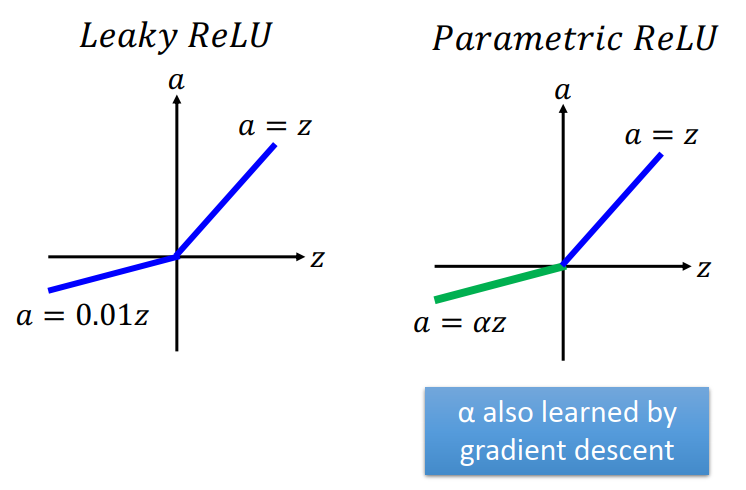 Leaky ReLU
a
a = z
z
a = 0.01z
Parametric ReLU
a
a = z
z
a = αz
α also learned by
gradient descent